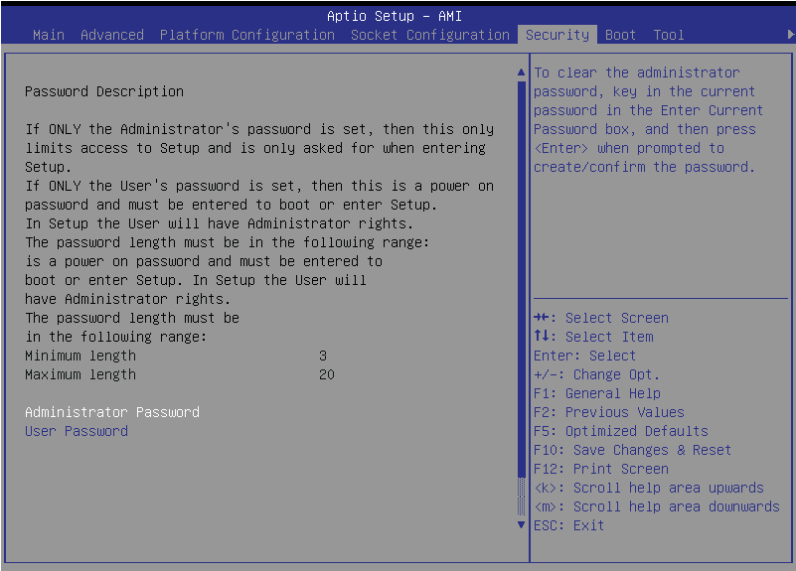 Aptio Setup – AMI
Main Advanced Platform Configuration Socket Configuration Security Boot Tool
Password Description
If ONLY the Administrator's password is set, then this only
limits access to Setup and is only asked for when entering
Setup.
If ONLY the User's password is set, then this is a power on
password and must be entered to boot or enter Setup.
In Setup the User will have Administrator rights.
The password length must be in the following range:
is a power on password and must be entered to
boot or enter Setup. In Setup the User will
have Administrator rights.
The password length must be
in the following range:
Minimum length 3
Maximum length 20
Administrator Password
User Password
To clear the administrator
password, key in the current
password in the Enter Current
Password box, and then press
<Enter> when prompted to
create/confirm the password.
→←: Select Screen
↑↓: Select Item
Enter: Select
+/-: Change Opt.
F1: General Help
F2: Previous Values
F5: Optimized Defaults
F10: Save Changes & Reset
F12: Print Screen
<k>: Scroll help area upwards
<m>: Scroll help area downwards
ESC: Exit